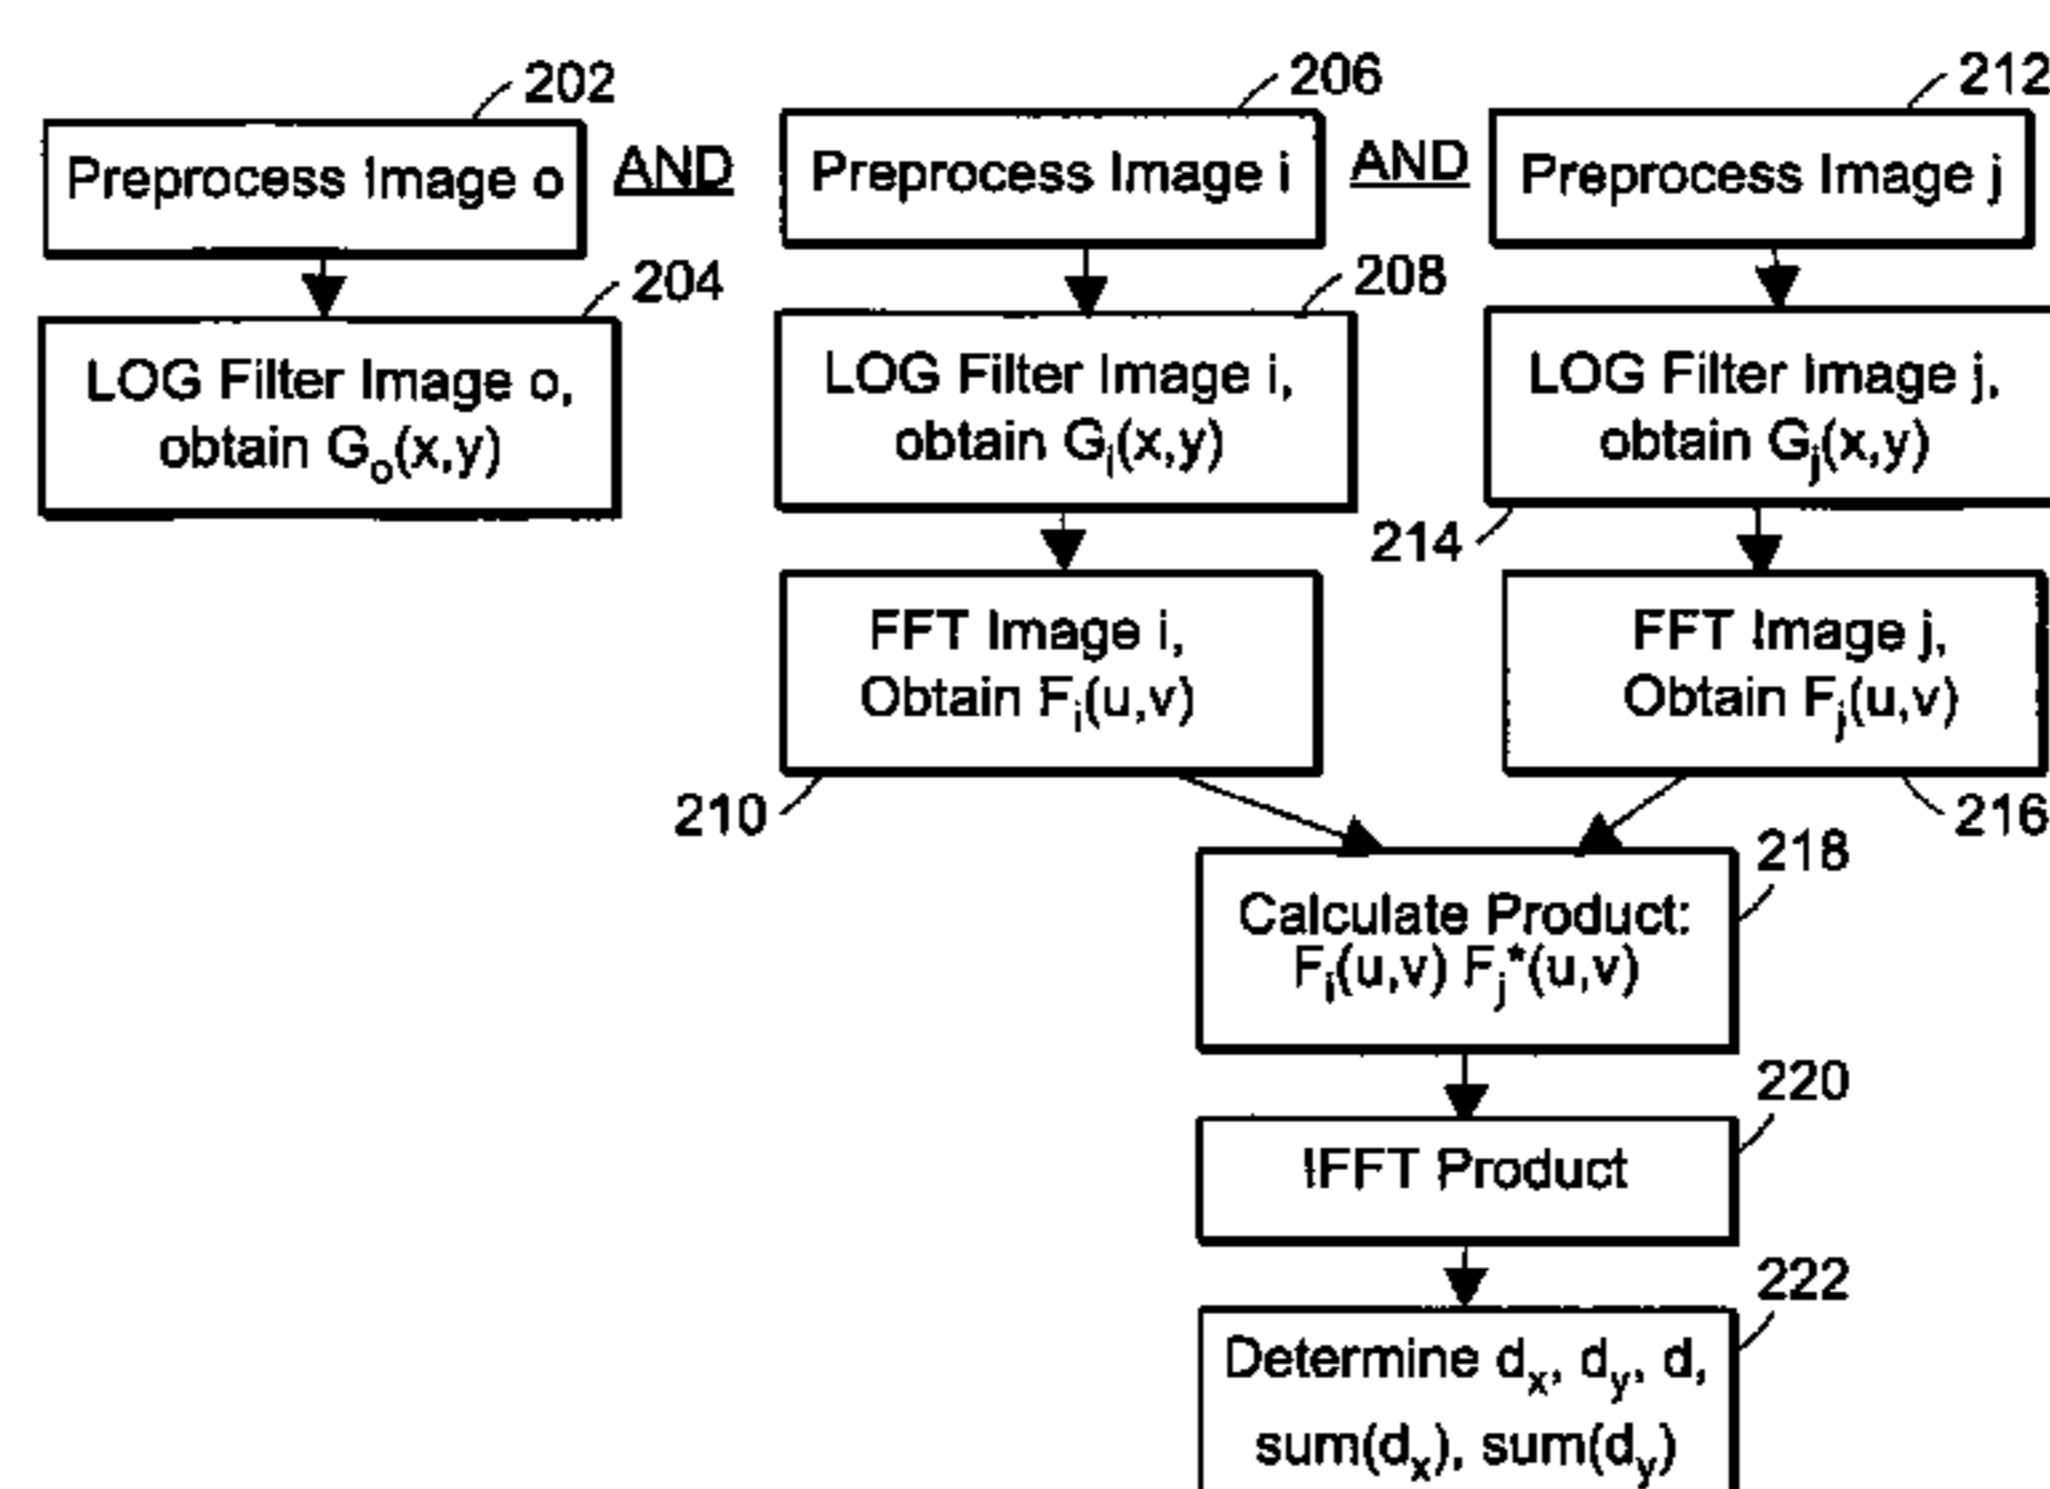 202
206
212
Preprocess Image o
AND
Preprocess Image i
AND
Preprocess Image j
204
208
LOG Filter Image o,
obtain Gₒ(x,y)
LOG Filter Image i,
obtain Gᵢ(x,y)
LOG Filter Image j,
obtain Gⱼ(x,y)
214
FFT Image i,
Obtain Fᵢ(u,v)
FFT Image j,
Obtain Fⱼ(u,v)
210
216
218
Calculate Product:
Fᵢ(u,v) Fⱼ*(u,v)
220
IFFT Product
222
Determine dₓ, d_y, d,
sum(dₓ), sum(d_y)